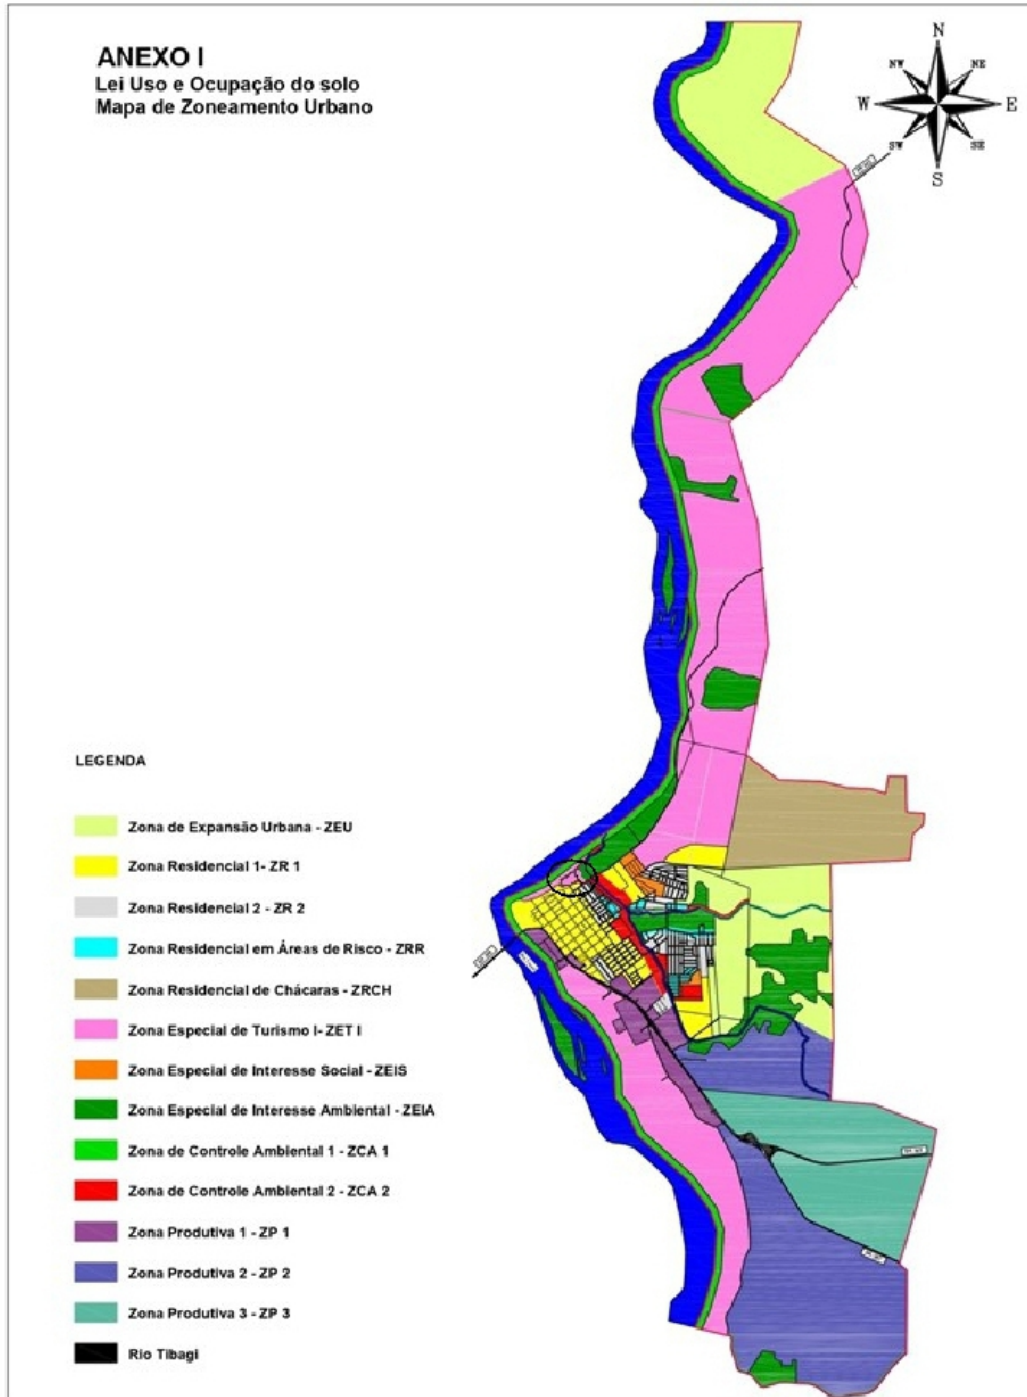 ANEXO I
Lei Uso e Ocupação do solo
Mapa de Zoneamento Urbano
N
NW
NE
W
E
SW
SE
S
LEGENDA
Zona de Expansão Urbana - ZEU
Zona Residencial 1- ZR 1
Zona Residencial 2 - ZR 2
Zona Residencial em Áreas de Risco - ZRR
Zona Residencial de Chácaras - ZRCH
Zona Especial de Turismo I- ZET I
Zona Especial de Interesse Social - ZEIS
Zona Especial de Interesse Ambiental - ZEIA
Zona de Controle Ambiental 1 - ZCA 1
Zona de Controle Ambiental 2 - ZCA 2
Zona Produtiva 1 - ZP 1
Zona Produtiva 2 - ZP 2
Zona Produtiva 3 - ZP 3
Rio Tibagi